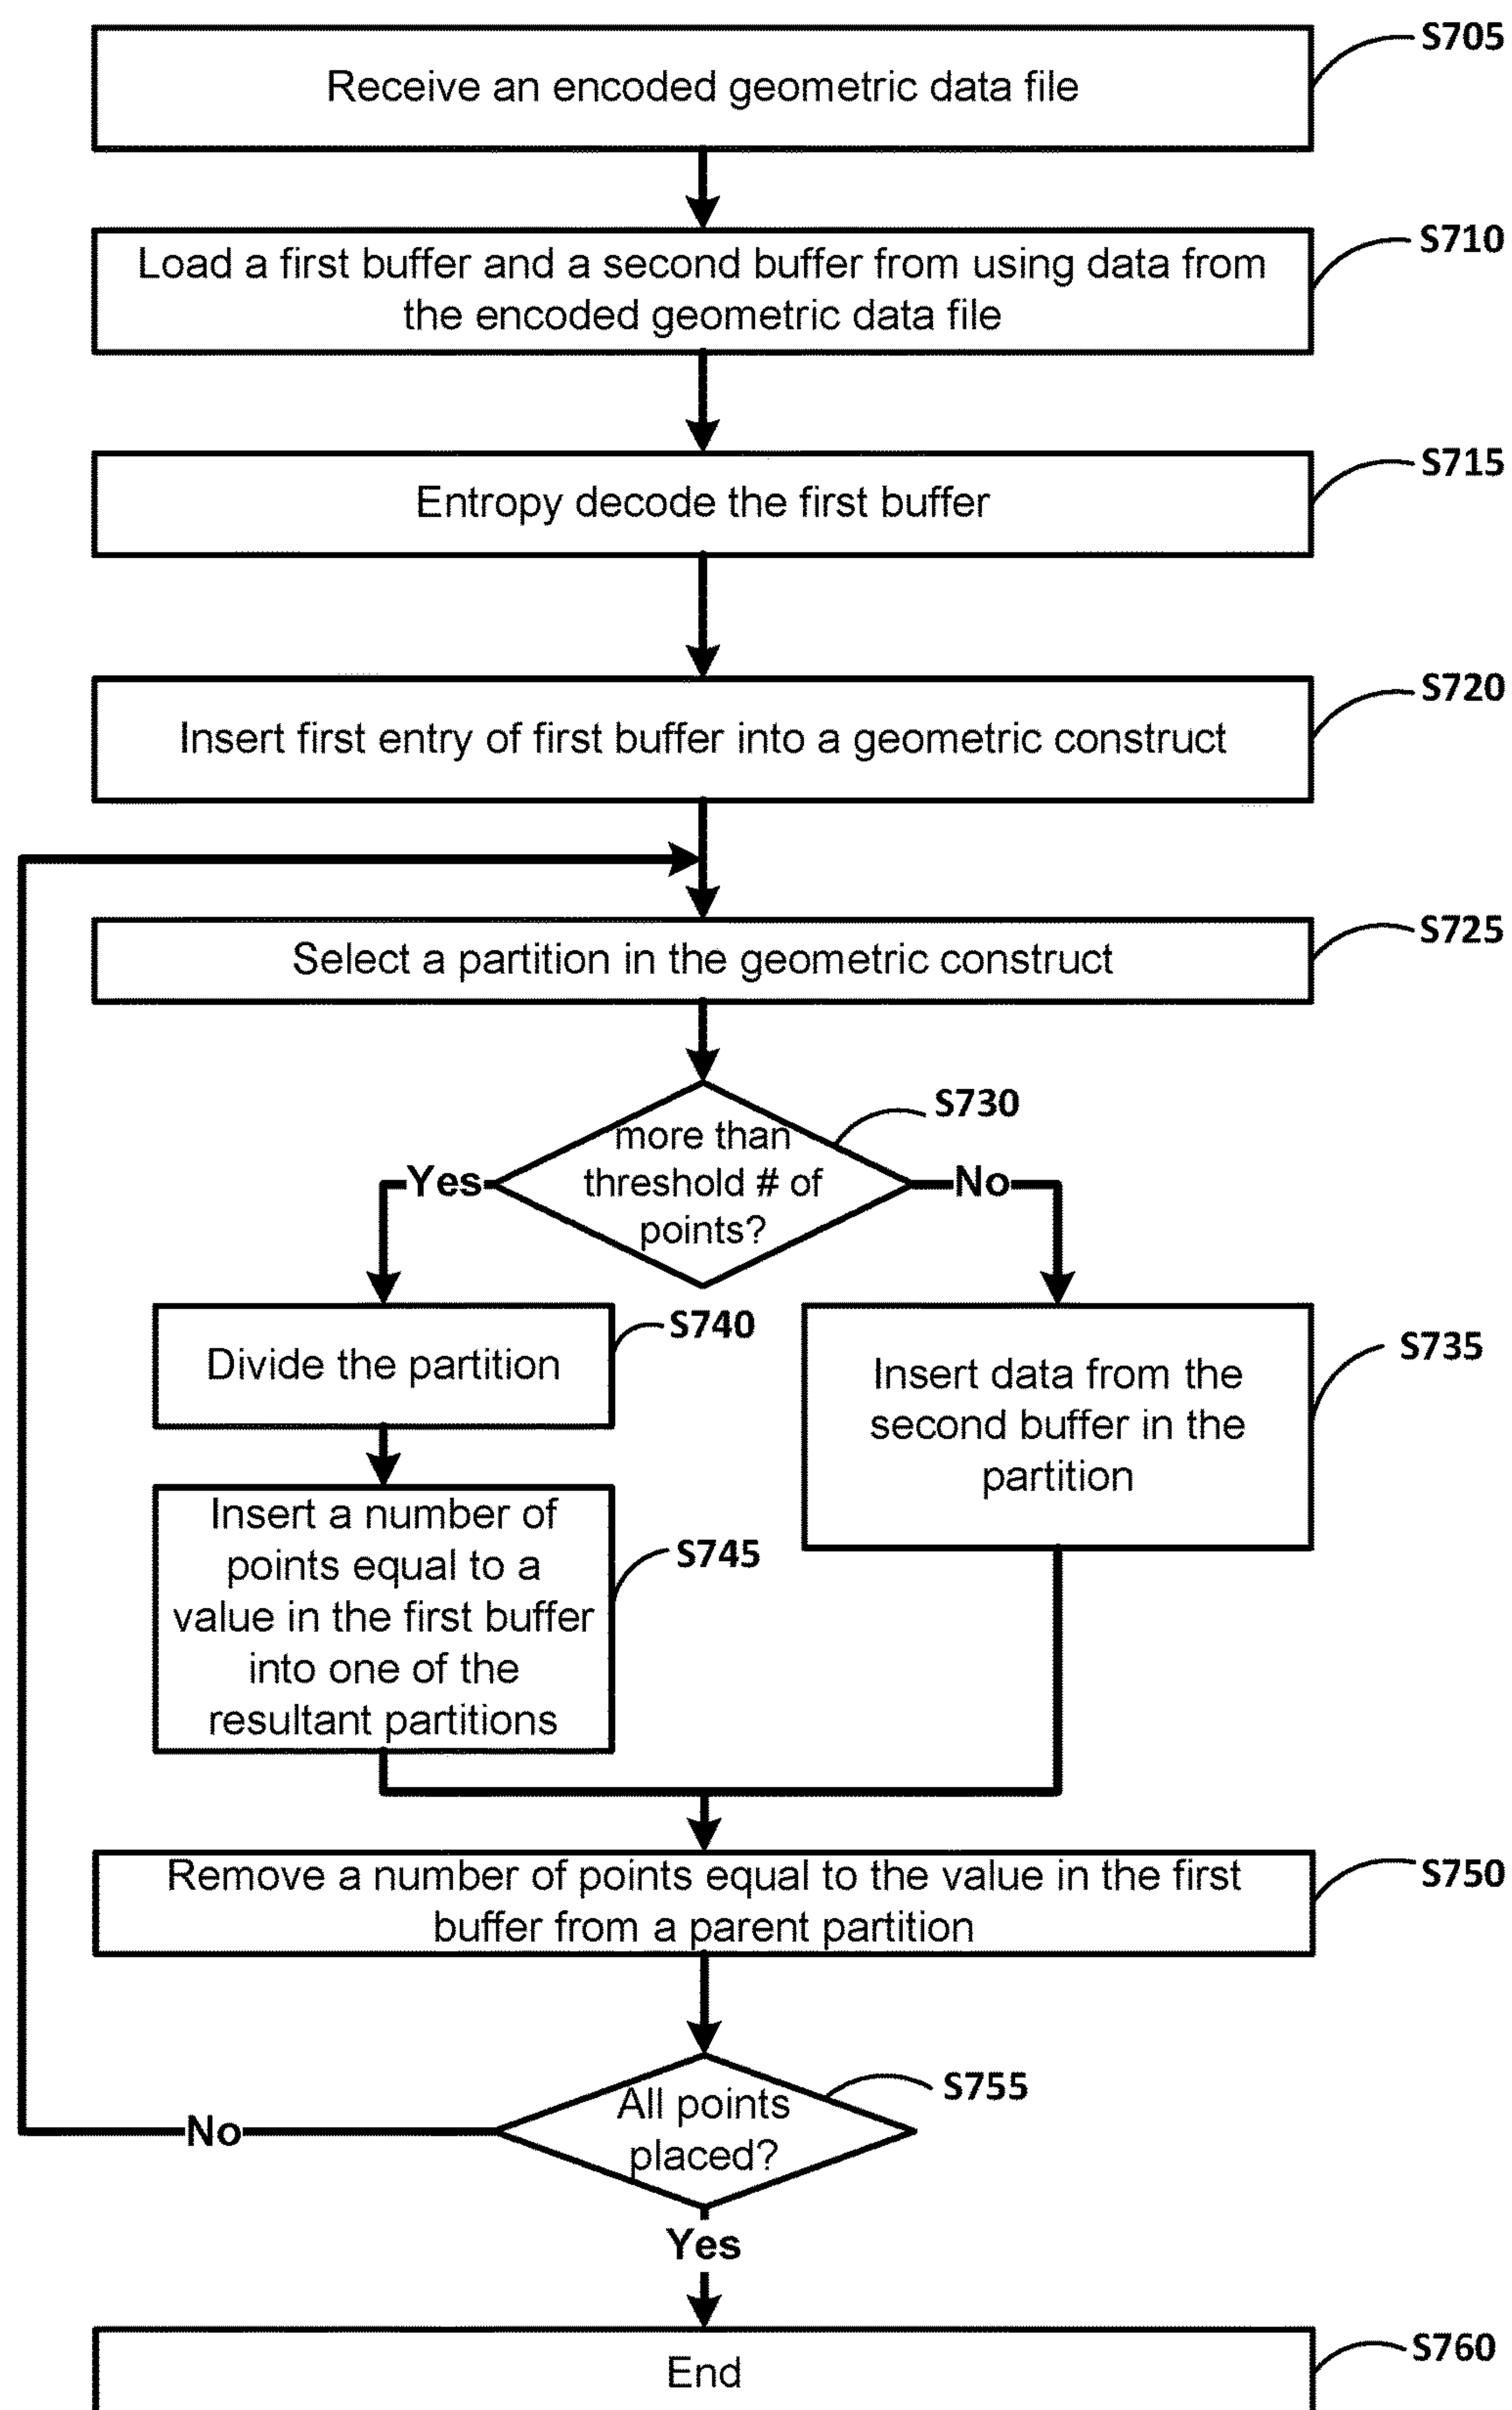 S705
Receive an encoded geometric data file
S710
Load a first buffer and a second buffer from using data from
the encoded geometric data file
S715
Entropy decode the first buffer
S720
Insert first entry of first buffer into a geometric construct
S725
Select a partition in the geometric construct
S730
more than
threshold # of
points?
Yes
No
S740
Divide the partition
S735
Insert data from the
second buffer in the
partition
S745
Insert a number of
points equal to a
value in the first buffer
into one of the
resultant partitions
S750
Remove a number of points equal to the value in the first
buffer from a parent partition
S755
All points
placed?
No
Yes
S760
End